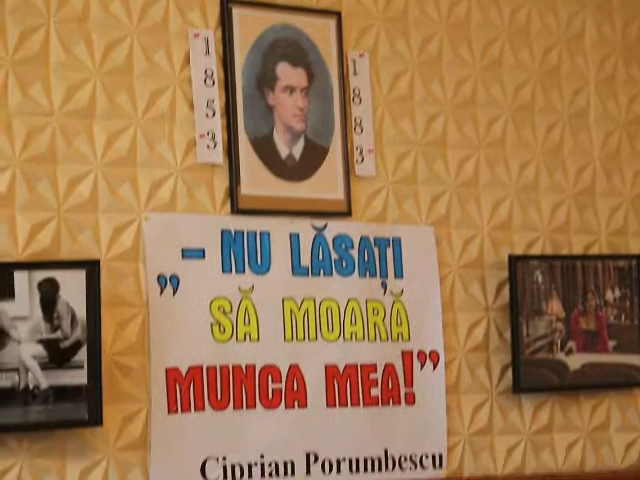 1853
1883
„– NU LĂSAȚI
SĂ MOARĂ
MUNCA MEA!”
Ciprian Porumbescu